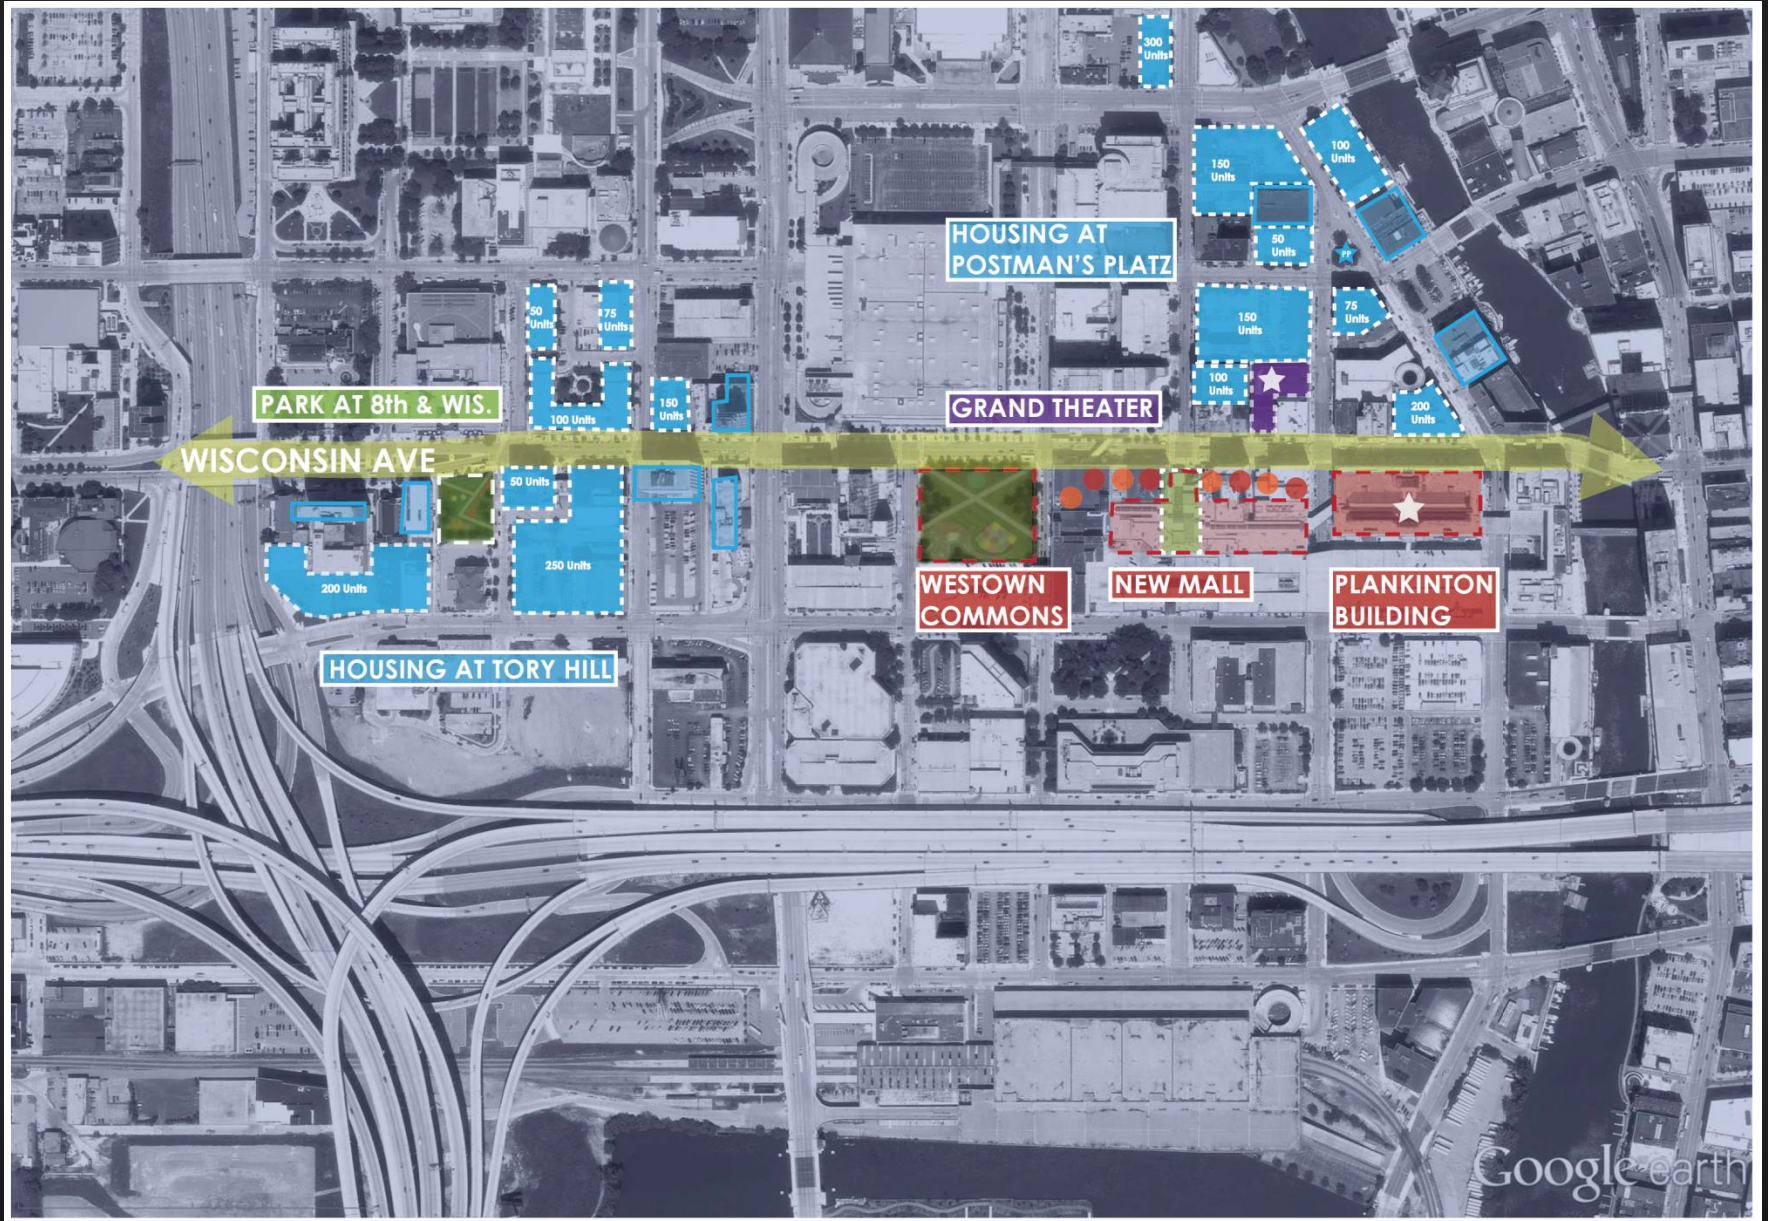 300
Units
150
Units
100
Units
50
Units
HOUSING AT
POSTMAN'S PLATZ
PP
50
Units
75
Units
150
Units
75
Units
100
Units
150
Units
100 Units
200
Units
PARK AT 8th & WIS.
GRAND THEATER
WISCONSIN AVE
50 Units
250 Units
200 Units
WESTOWN
COMMONS
NEW MALL
PLANKINTON
BUILDING
HOUSING AT TORY HILL
Google earth